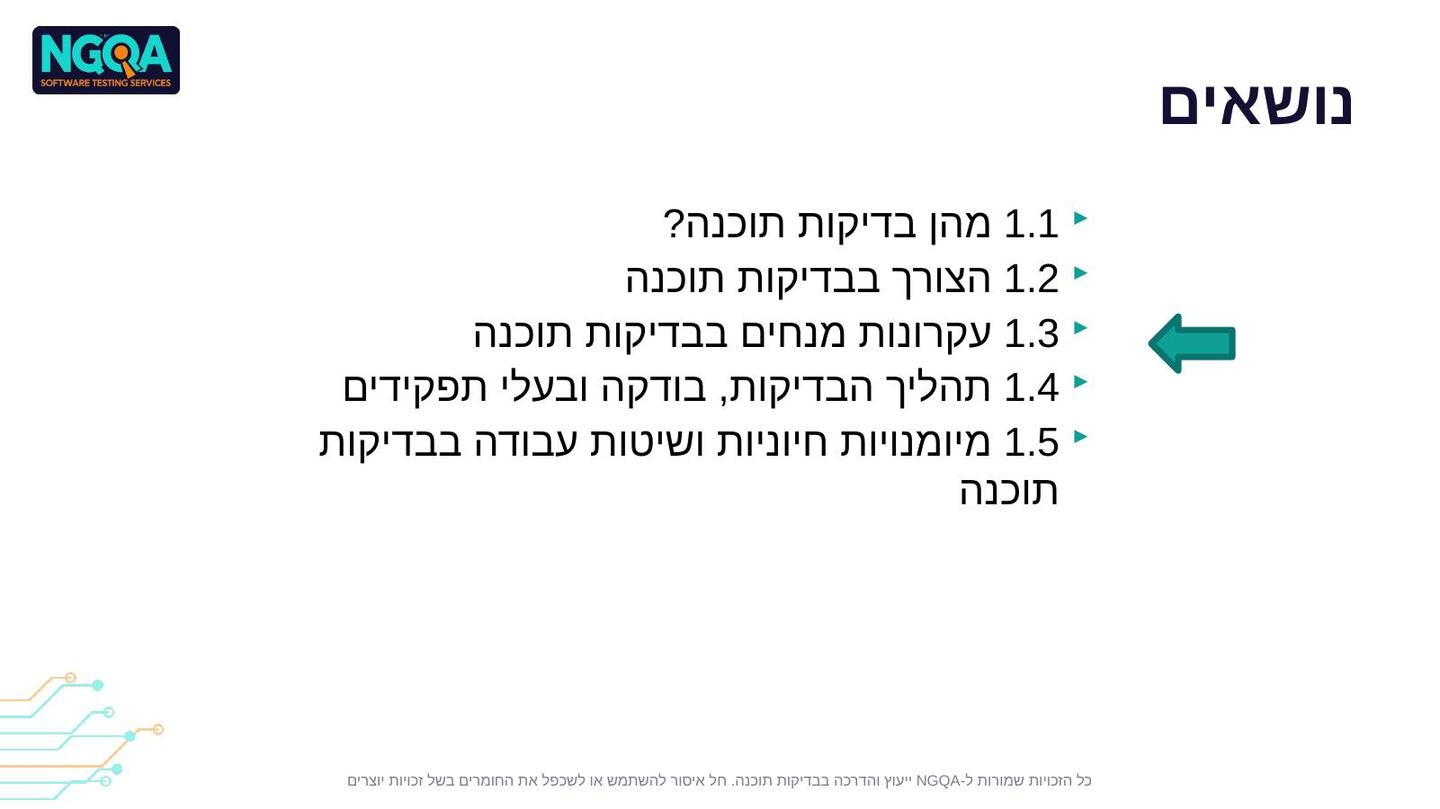 NGQA
SOFTWARE TESTING SERVICES
נושאים
1.1 מהן בדיקות תוכנה?
1.2 הצורך בבדיקות תוכנה
1.3 עקרונות מנחים בבדיקות תוכנה
1.4 תהליך הבדיקות, בודקה ובעלי תפקידים
1.5 מיומנויות חיוניות ושיטות עבודה בבדיקות
תוכנה
כל הזכויות שמורות ל-NGQA ייעוץ והדרכה בבדיקות תוכנה. חל איסור להשתמש או לשכפל את החומרים בשל זכויות יוצרים